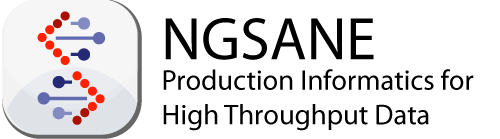 NGSANE
Production Informatics for
High Throughput Data